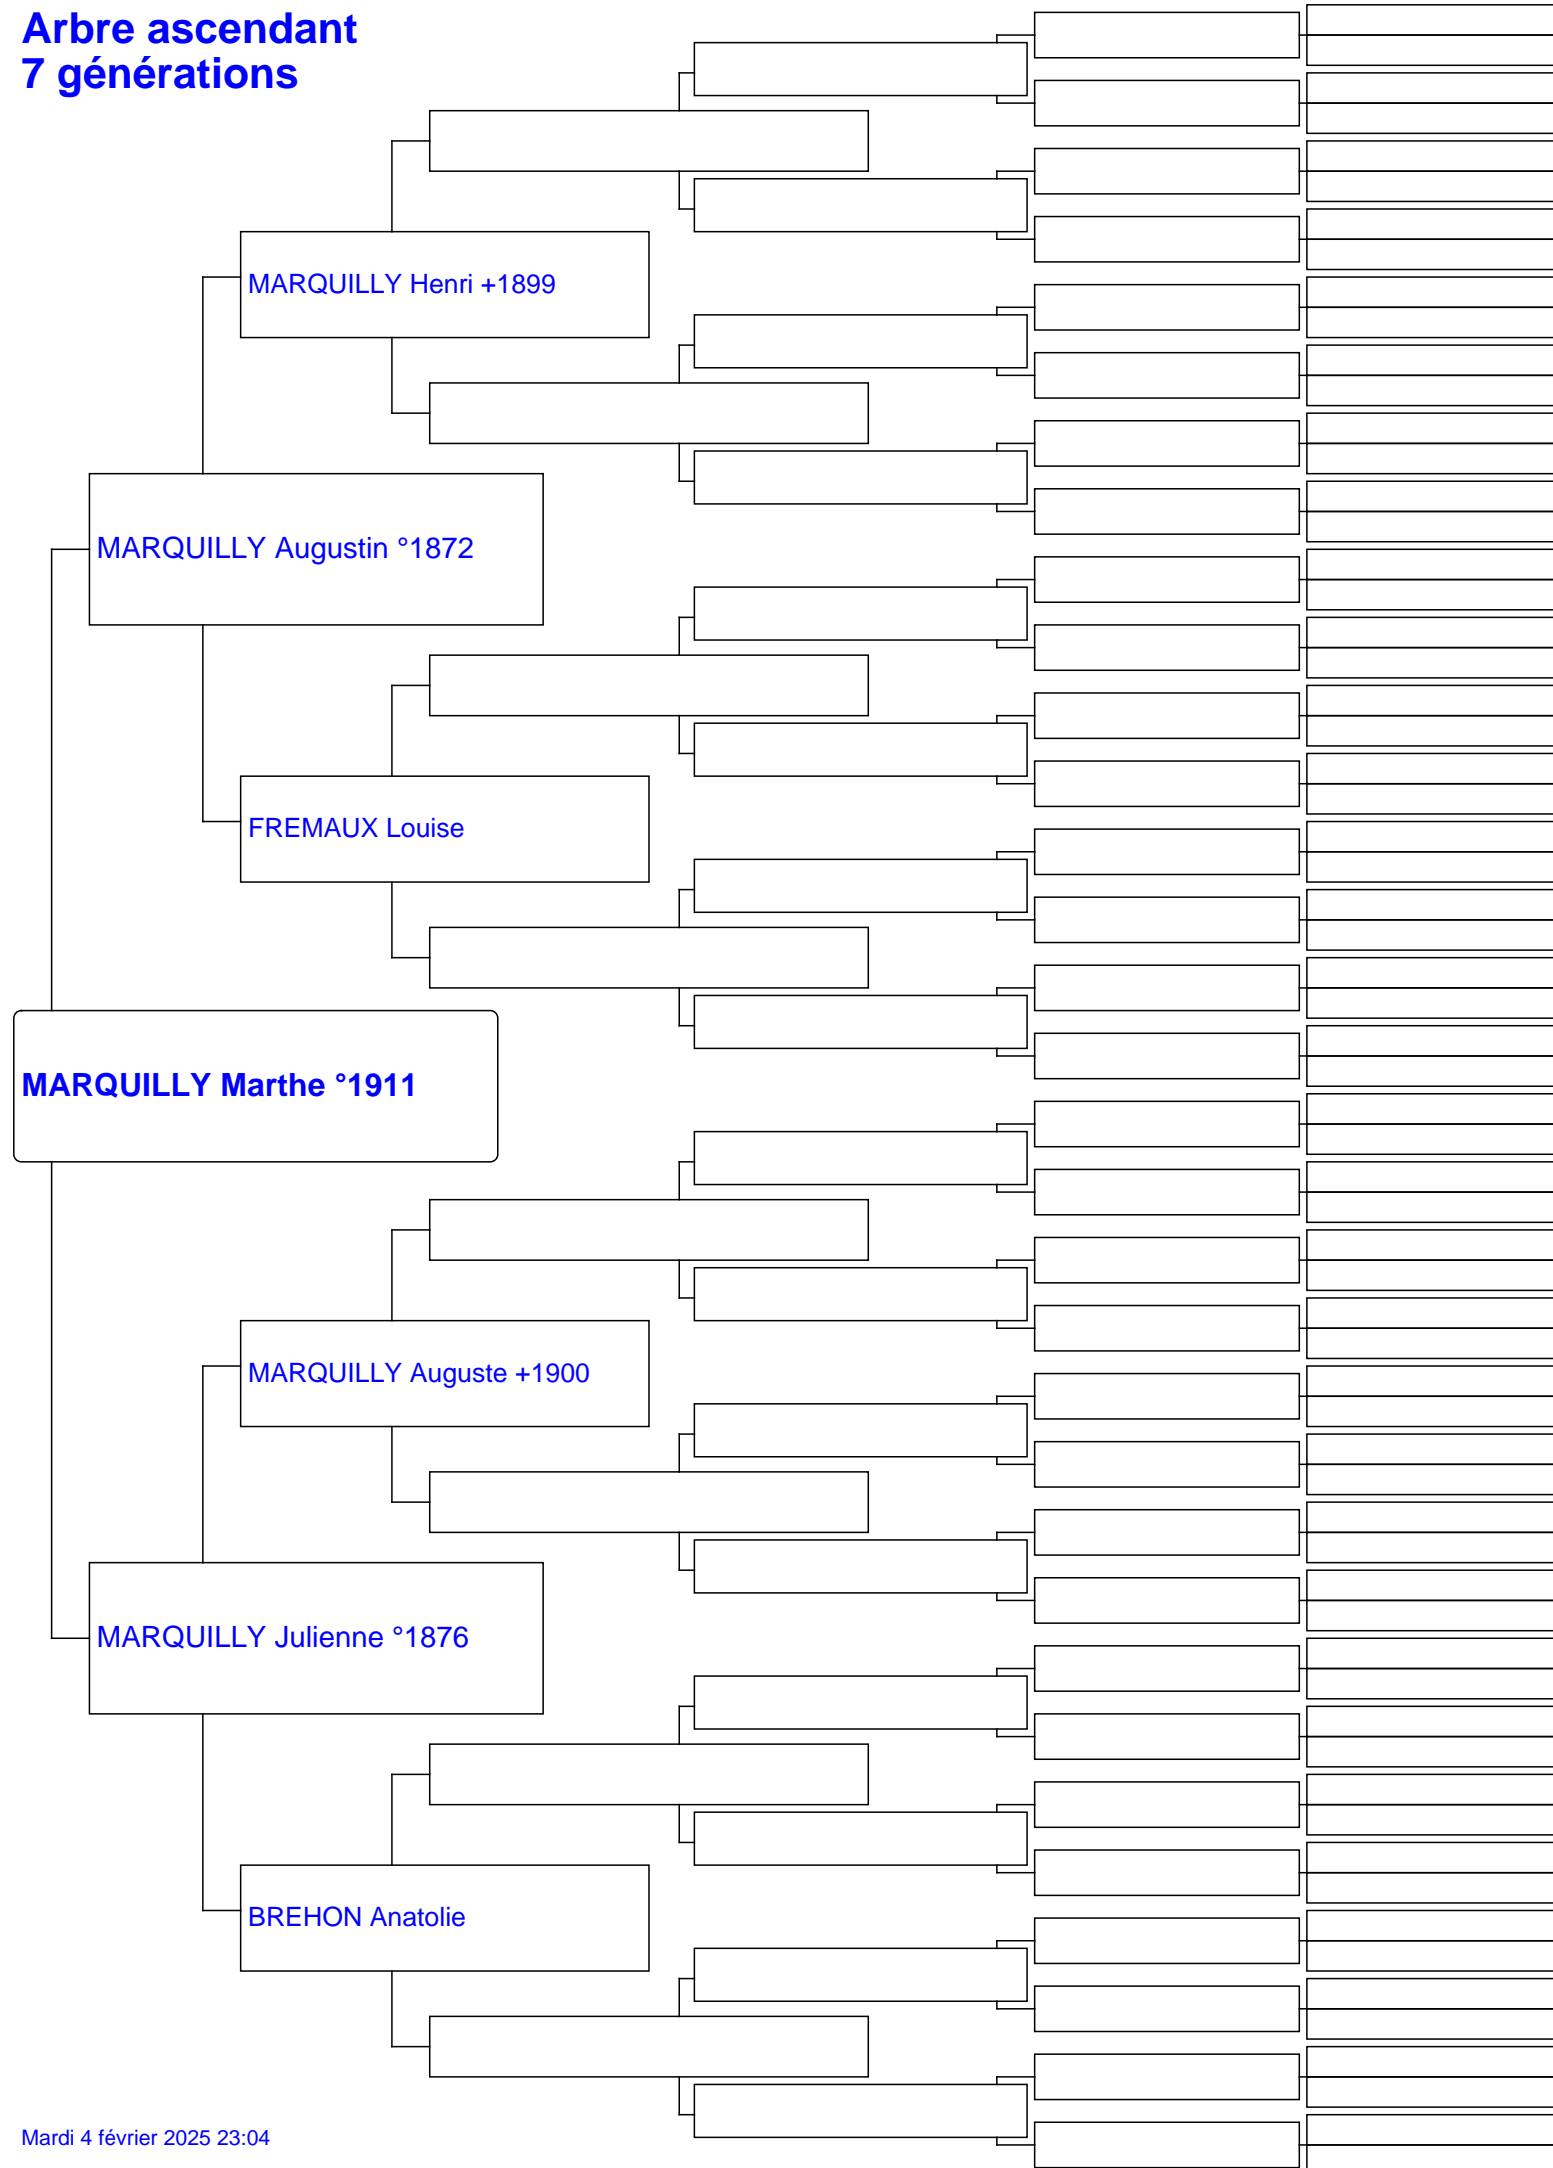 Arbre ascendant
7 générations
MARQUILLY Henri +1899
MARQUILLY Augustin °1872
FREMAUX Louise
MARQUILLY Marthe °1911
MARQUILLY Auguste +1900
MARQUILLY Julienne °1876
BREHON Anatolie
Mardi 4 février 2025 23:04